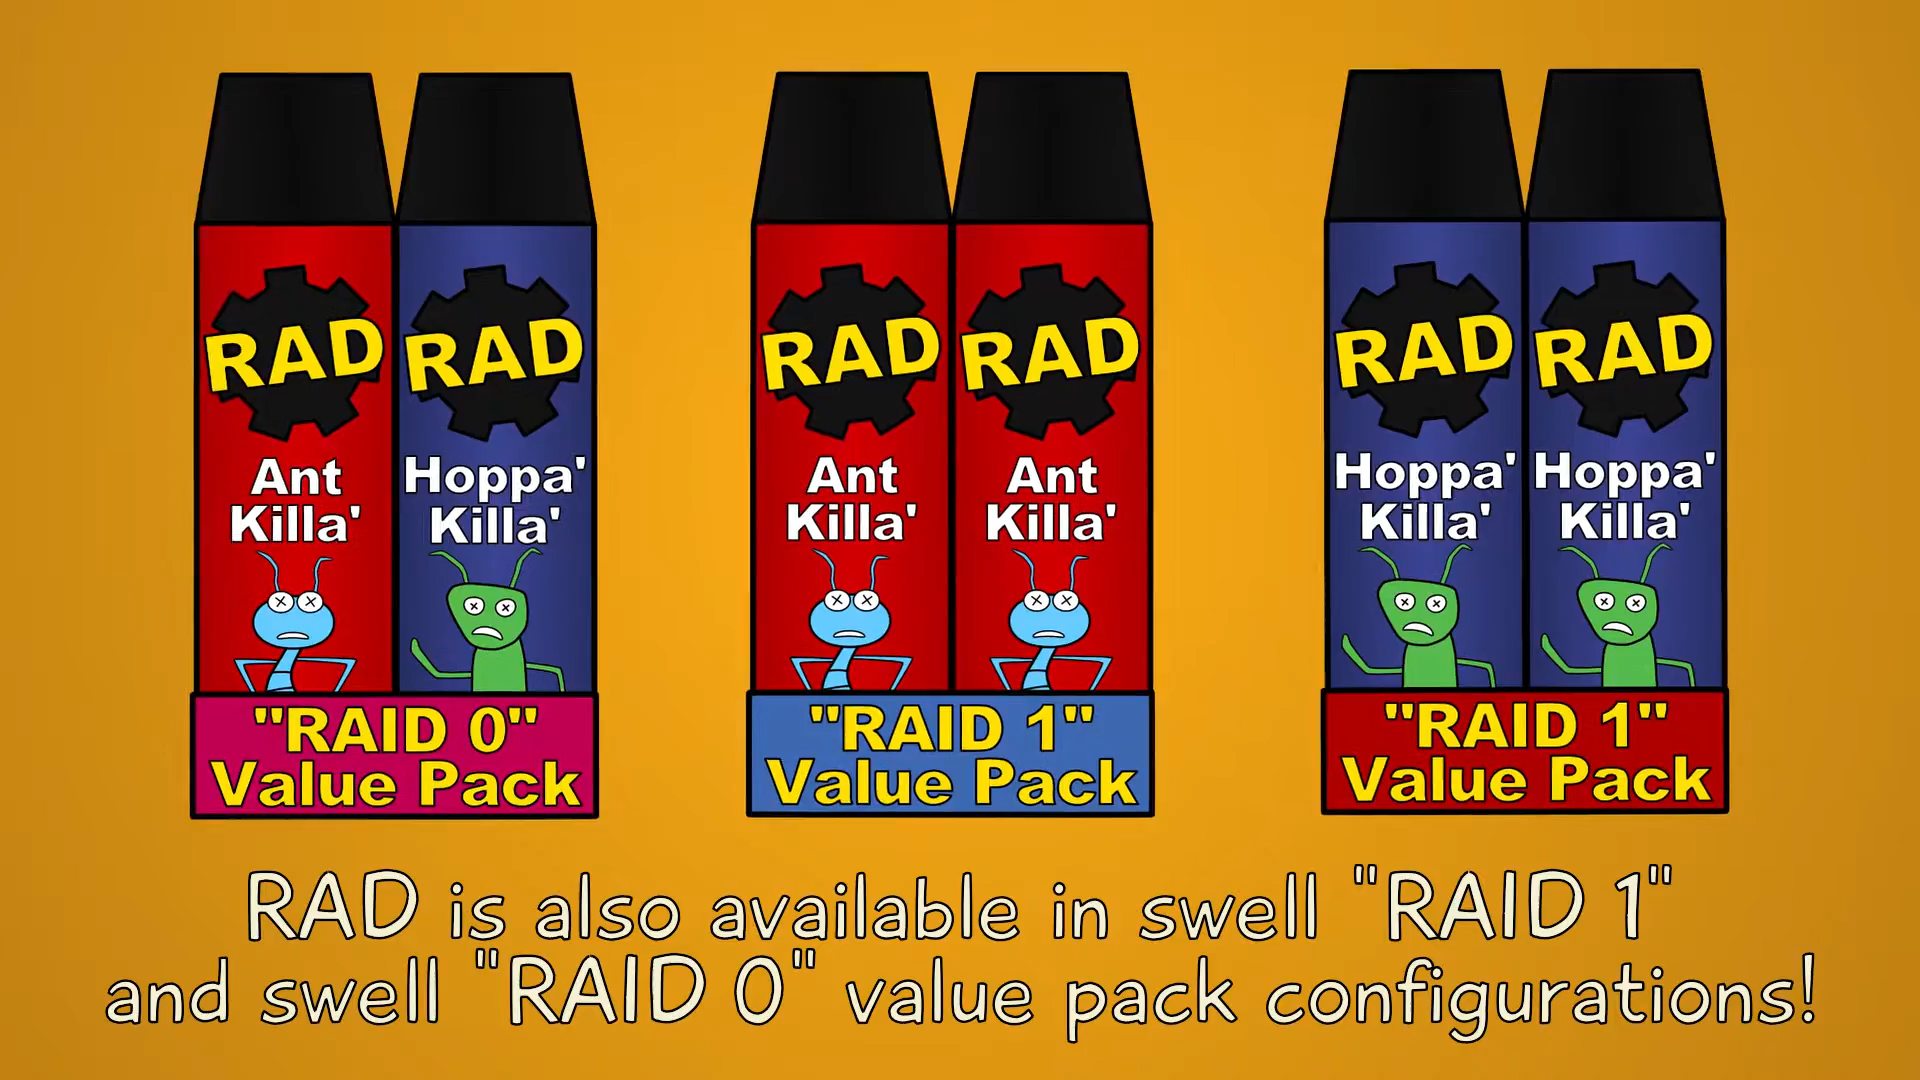 RAD
Ant
Killa'
RAD
Hoppa'
Killa'
"RAID 0"
Value Pack
RAD
Ant
Killa'
RAD
Ant
Killa'
"RAID 1"
Value Pack
RAD
Hoppa'
Killa'
RAD
Hoppa'
Killa'
"RAID 1"
Value Pack
RAD is also available in swell "RAID 1"
and swell "RAID 0" value pack configurations!